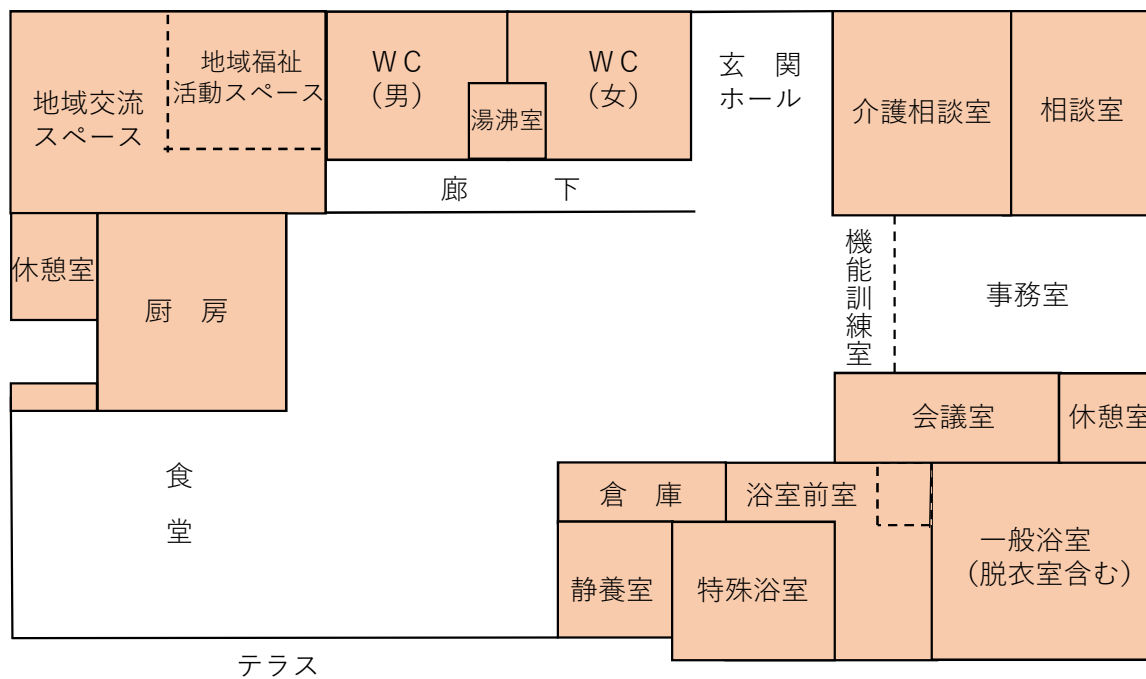 地域交流
スペース
地域福祉
活動スペース
ＷＣ
（男）
湯沸室
ＷＣ
（女）
玄　関
ホール
介護相談室
相談室
廊　　下
休憩室
厨　房
機能訓練室
事務室
会議室
休憩室
食
堂
倉　庫
浴室前室
静養室
特殊浴室
一般浴室
（脱衣室含む）
テラス